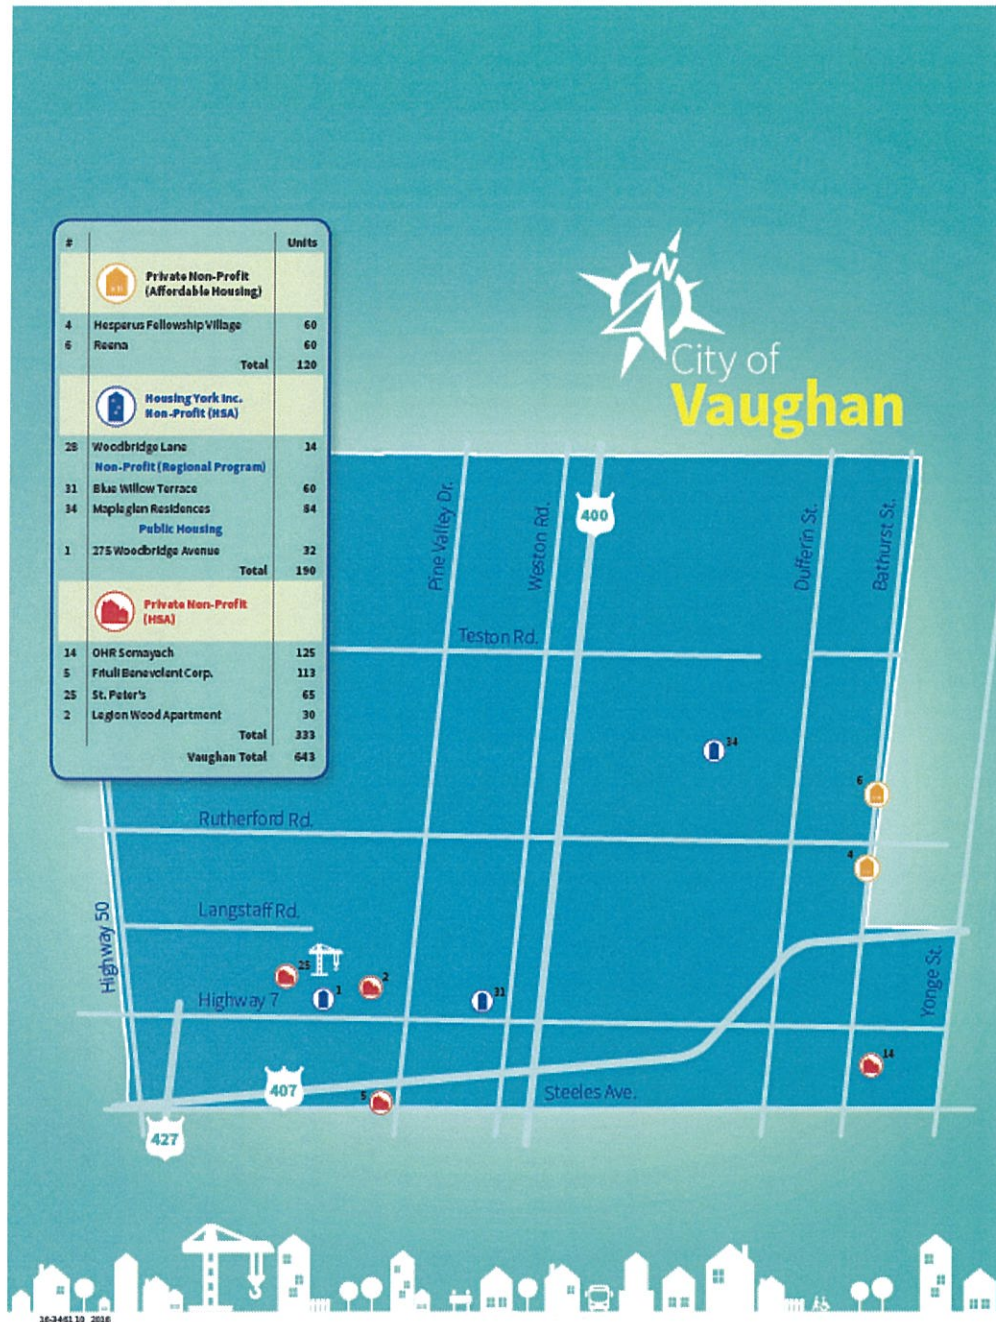 # Units
Private Non-Profit
(Affordable Housing)
4 Hesperus Fellowship Village 60
6 Reena 60
Total 120
Housing York Inc.
Non-Profit (HSA)
28 Woodbridge Lane 14
Non-Profit (Regional Program)
31 Blue Willow Terrace 60
34 Mapleglen Residences 84
Public Housing
1 275 Woodbridge Avenue 32
Total 190
Private Non-Profit
(HSA)
14 OHR Somayach 125
5 Friuli Benevolent Corp. 113
25 St. Peter's 65
2 Legion Wood Apartment 30
Total 333
Vaughan Total 643
N
City of
Vaughan
Pine Valley Dr.
Weston Rd.
400
Dufferin St.
Bathurst St.
Teston Rd.
34
6
Rutherford Rd.
4
Langstaff Rd.
Highway 50
25
2
1
31
Highway 7
Yonge St.
14
407
5
Steeles Ave.
427
16-3461 10 2016